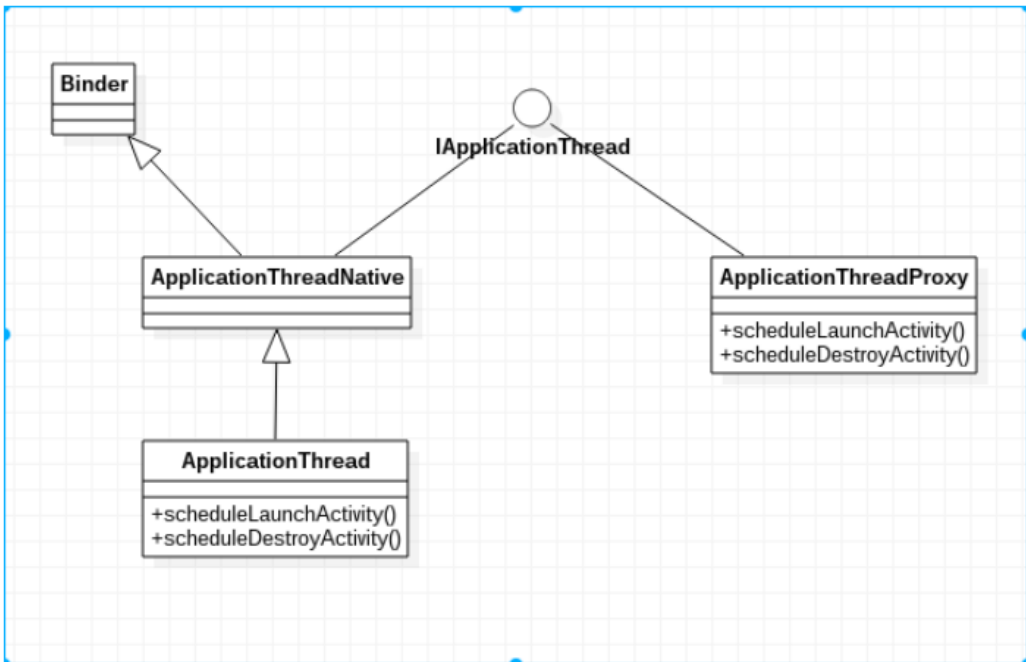 Binder
IApplicationThread
ApplicationThreadNative
ApplicationThreadProxy
+scheduleLaunchActivity()
+scheduleDestroyActivity()
ApplicationThread
+scheduleLaunchActivity()
+scheduleDestroyActivity()